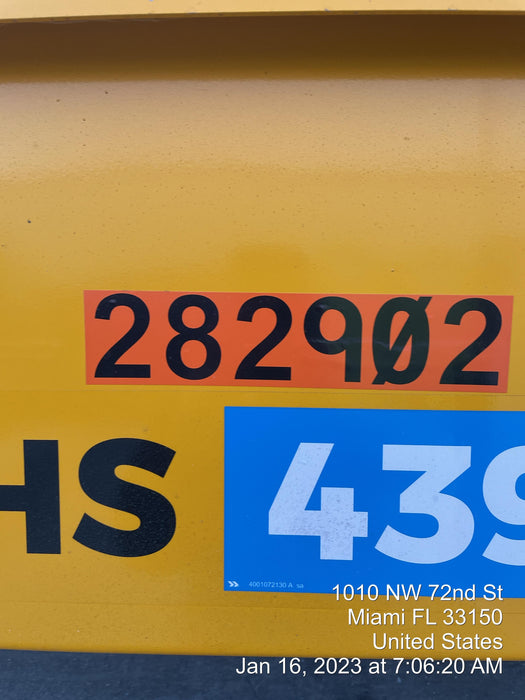 282902
HS
439
4001072130 A sa
1010 NW 72nd St
Miami FL 33150
United States
Jan 16, 2023 at 7:06:20 AM